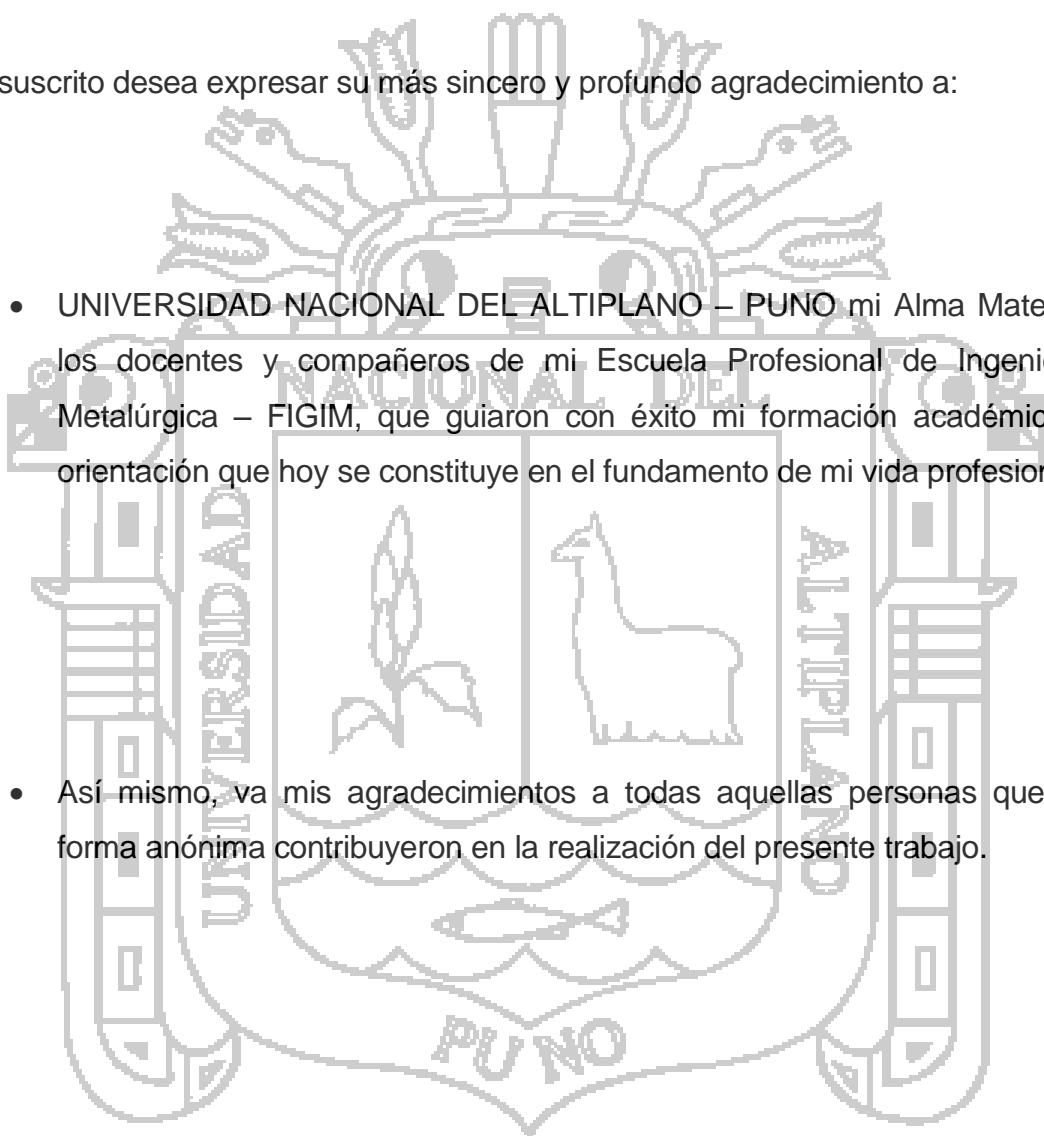 suscrito desea expresar su más sincero y profundo agradecimiento a:
• UNIVERSIDAD NACIONAL DEL ALTIPLANO – PUNO mi Alma Mate
los docentes y compañeros de mi Escuela Profesional de Ingeni
Metalúrgica – FIGIM, que guiaron con éxito mi formación académic
orientación que hoy se constituye en el fundamento de mi vida profesion
• Así mismo, va mis agradecimientos a todas aquellas personas que
forma anónima contribuyeron en la realización del presente trabajo.
NACIONAL DEL
UNIVERSIDAD
ALTIPLANO
PUNO